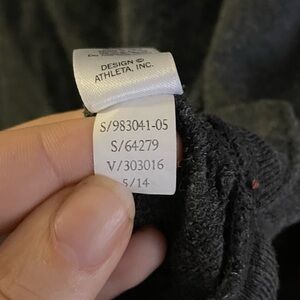 DESIGN ©
ATHLETA, INC.
S/983041-05
S/64279
V/303016
5/14